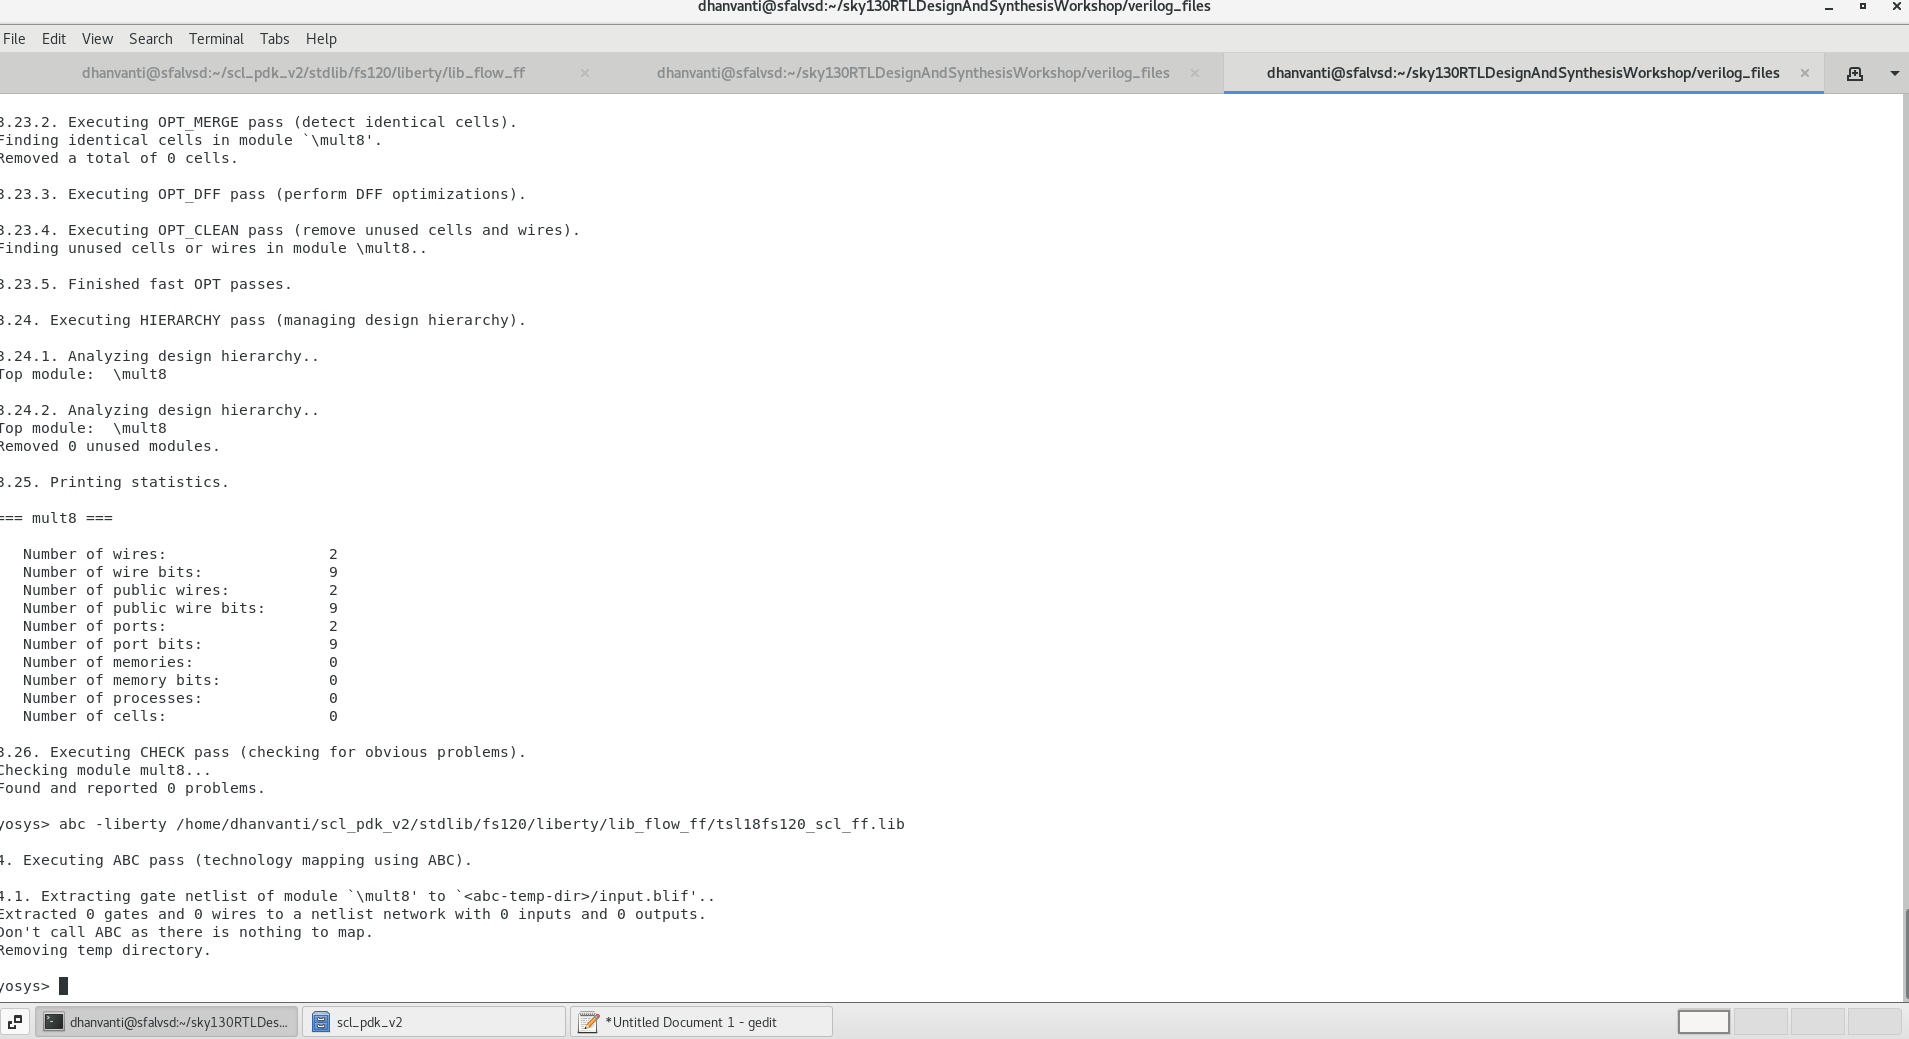 dhanvanti@sfalvsd:~/sky130RTLDesignAndSynthesisWorkshop/verilog_files
File Edit View Search Terminal Tabs Help
dhanvanti@sfalvsd:~/scl_pdk_v2/stdlib/fs120/liberty/lib_flow_ff × dhanvanti@sfalvsd:~/sky130RTLDesignAndSynthesisWorkshop/verilog_files × dhanvanti@sfalvsd:~/sky130RTLDesignAndSynthesisWorkshop/verilog_files ×
3.23.2. Executing OPT_MERGE pass (detect identical cells).
Finding identical cells in module `\mult8'.
Removed a total of 0 cells.
3.23.3. Executing OPT_DFF pass (perform DFF optimizations).
3.23.4. Executing OPT_CLEAN pass (remove unused cells and wires).
Finding unused cells or wires in module \mult8..
3.23.5. Finished fast OPT passes.
3.24. Executing HIERARCHY pass (managing design hierarchy).
3.24.1. Analyzing design hierarchy..
Top module:  \mult8
3.24.2. Analyzing design hierarchy..
Top module:  \mult8
Removed 0 unused modules.
3.25. Printing statistics.
=== mult8 ===
Number of wires: 2
Number of wire bits: 9
Number of public wires: 2
Number of public wire bits: 9
Number of ports: 2
Number of port bits: 9
Number of memories: 0
Number of memory bits: 0
Number of processes: 0
Number of cells: 0
3.26. Executing CHECK pass (checking for obvious problems).
Checking module mult8...
Found and reported 0 problems.
yosys> abc -liberty /home/dhanvanti/scl_pdk_v2/stdlib/fs120/liberty/lib_flow_ff/tsl18fs120_scl_ff.lib
4. Executing ABC pass (technology mapping using ABC).
4.1. Extracting gate netlist of module `\mult8' to `<abc-temp-dir>/input.blif'..
Extracted 0 gates and 0 wires to a netlist network with 0 inputs and 0 outputs.
Don't call ABC as there is nothing to map.
Removing temp directory.
yosys>
dhanvanti@sfalvsd:~/sky130RTLDes... scl_pdk_v2 *Untitled Document 1 - gedit